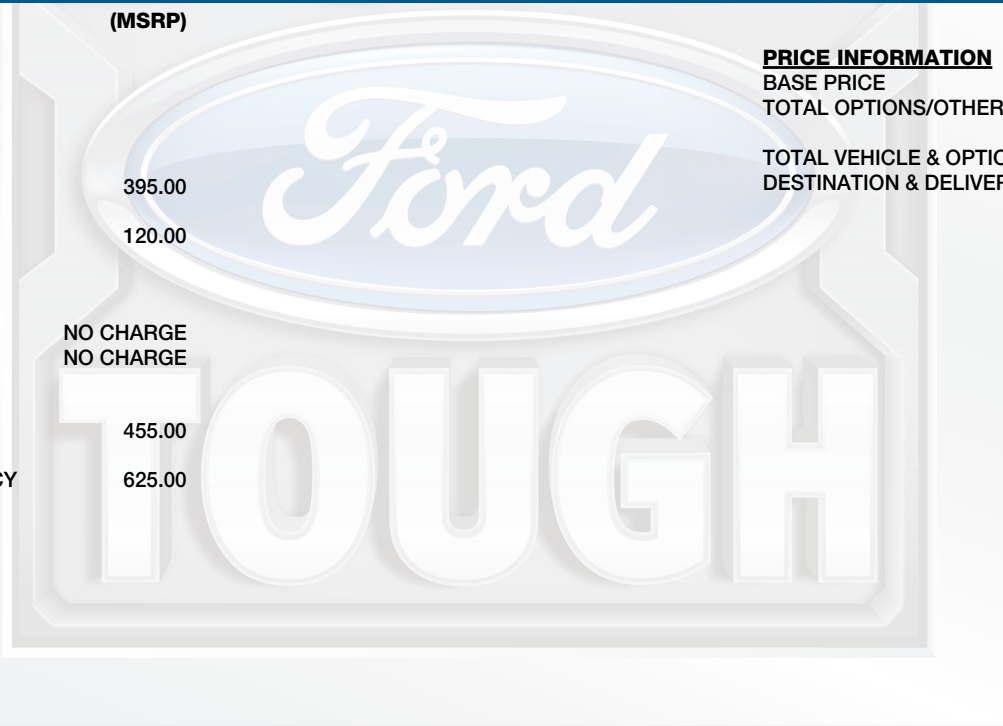 (MSRP)
395.00
120.00
NO CHARGE
NO CHARGE
455.00
CY 625.00
PRICE INFORMATION
BASE PRICE
TOTAL OPTIONS/OTHER
TOTAL VEHICLE & OPTIO
DESTINATION & DELIVER
Ford
TOUGH